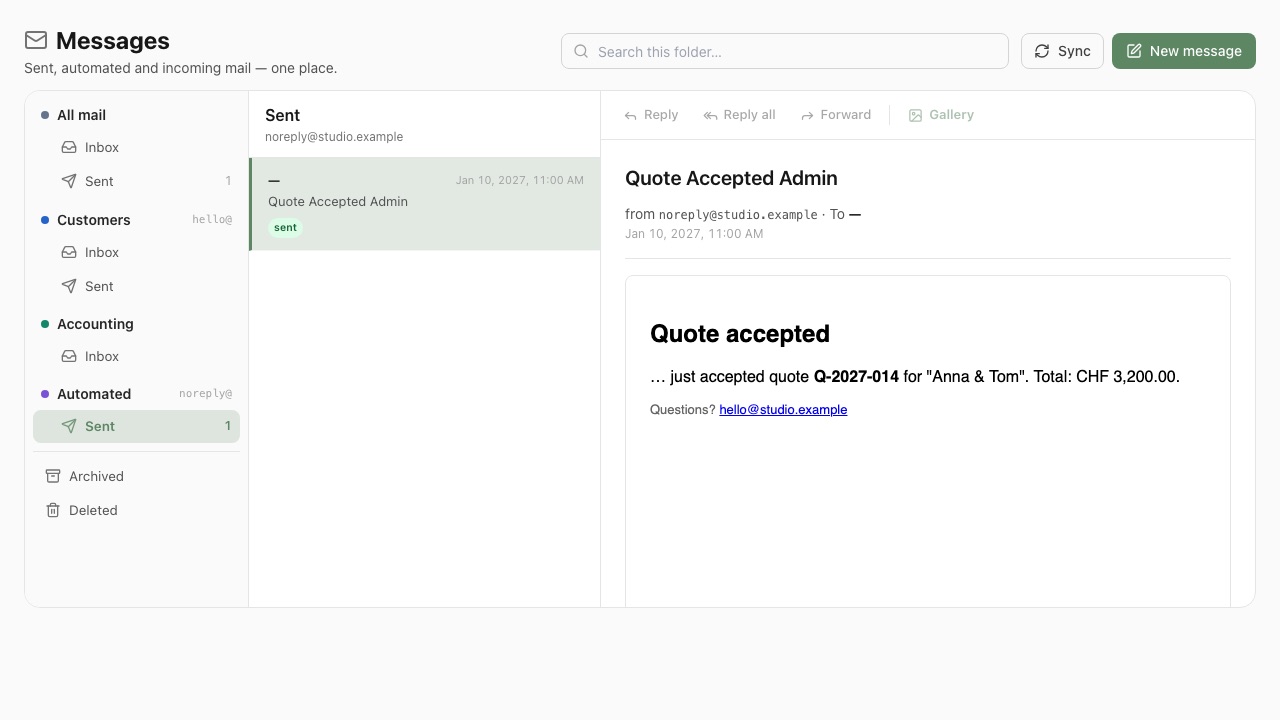 Messages
Sent, automated and incoming mail — one place.
Search this folder...
Sync
New message
All mail
Inbox
Sent 1
Customers hello@
Inbox
Sent
Accounting
Inbox
Automated noreply@
Sent 1
Archived
Deleted
Sent
noreply@studio.example
— Jan 10, 2027, 11:00 AM
Quote Accepted Admin
sent
Reply
Reply all
Forward
Gallery
Quote Accepted Admin
from noreply@studio.example · To —
Jan 10, 2027, 11:00 AM
Quote accepted
… just accepted quote Q-2027-014 for "Anna & Tom". Total: CHF 3,200.00.
Questions? hello@studio.example